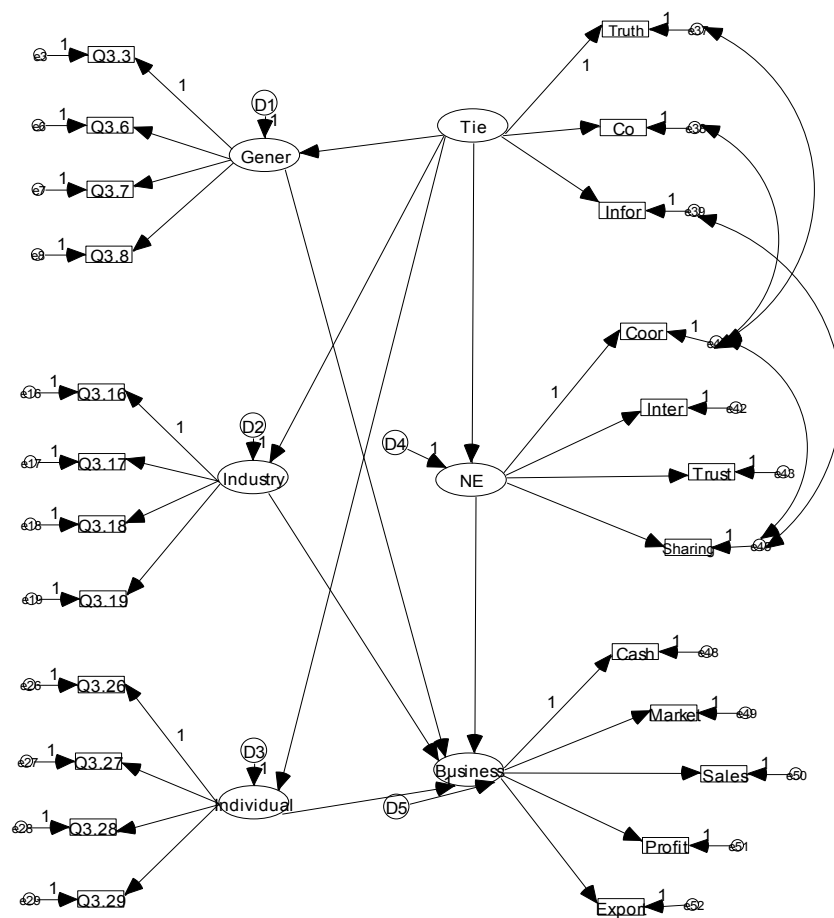 e3 1 Q3.3
1
e6 1 Q3.6
e7 1 Q3.7
e8 1 Q3.8
D1
1
Gener
Tie
1
Truth 1 e37
Co 1 e38
Infor 1 e39
Coor 1
1
Inter 1 e42
Trust 1 e43
Sharing 1
D4
1
NE
e16 1 Q3.16
1
e17 1 Q3.17
e18 1 Q3.18
e19 1 Q3.19
D2
1
Industry
e26 1 Q3.26
1
e27 1 Q3.27
e28 1 Q3.28
e29 1 Q3.29
D3
1
Individual
Business
1
D5
1
Cash 1 e48
Market 1 e49
Sales 1 e50
Profit 1 e51
Export 1 e52